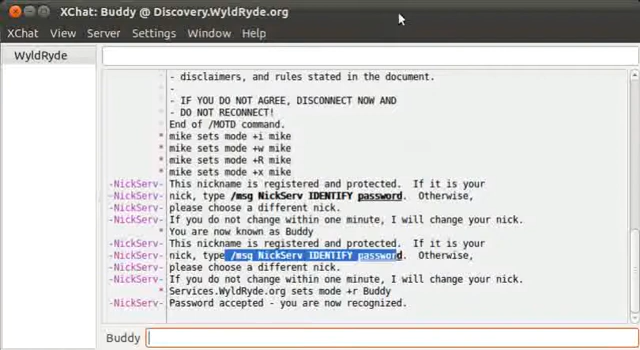 XChat: Buddy @ Discovery.WyldRyde.org
XChat View Server Settings Window Help
WyldRyde
- disclaimers, and rules stated in the document.
-
- IF YOU DO NOT AGREE, DISCONNECT NOW AND
- DO NOT RECONNECT!
End of /MOTD command.
* mike sets mode +i mike
* mike sets mode +w mike
* mike sets mode +R mike
* mike sets mode +x mike
-NickServ- This nickname is registered and protected. If it is your
-NickServ- nick, type /msg NickServ IDENTIFY password. Otherwise,
-NickServ- please choose a different nick.
-NickServ- If you do not change within one minute, I will change your nick.
* You are now known as Buddy
-NickServ- This nickname is registered and protected. If it is your
-NickServ- nick, type /msg NickServ IDENTIFY password. Otherwise,
-NickServ- please choose a different nick.
-NickServ- If you do not change within one minute, I will change your nick.
* Services.WyldRyde.org sets mode +r Buddy
-NickServ- Password accepted - you are now recognized.
Buddy